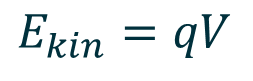 E_kin = qV